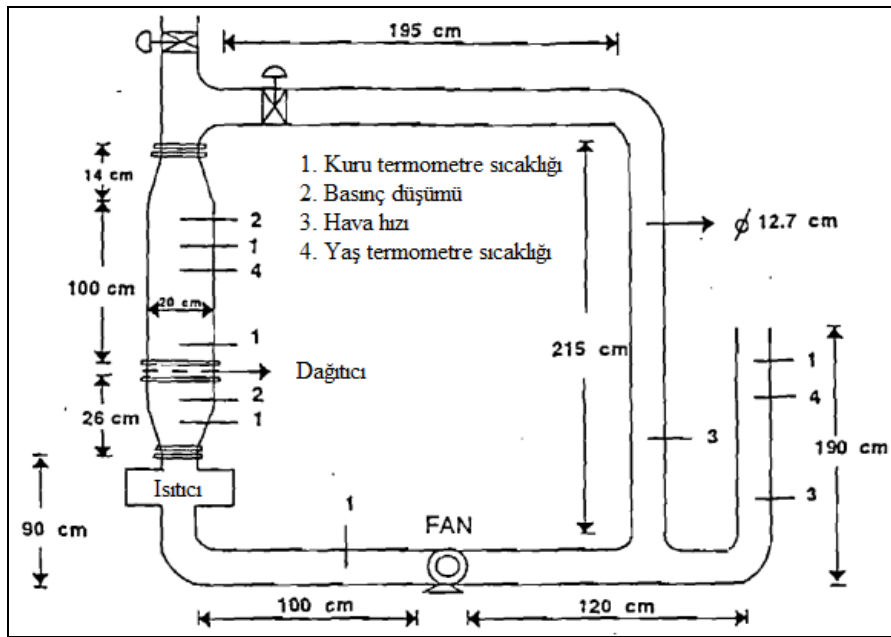 195 cm
14 cm
1. Kuru termometre sıcaklığı
2. Basınç düşümü
3. Hava hızı
4. Yaş termometre sıcaklığı
2
1
4
ø 12.7 cm
100 cm
20 cm
1
215 cm
Dağıtıcı
1
2
4
26 cm
1
3
190 cm
Isıtıcı
3
1
FAN
90 cm
100 cm
120 cm